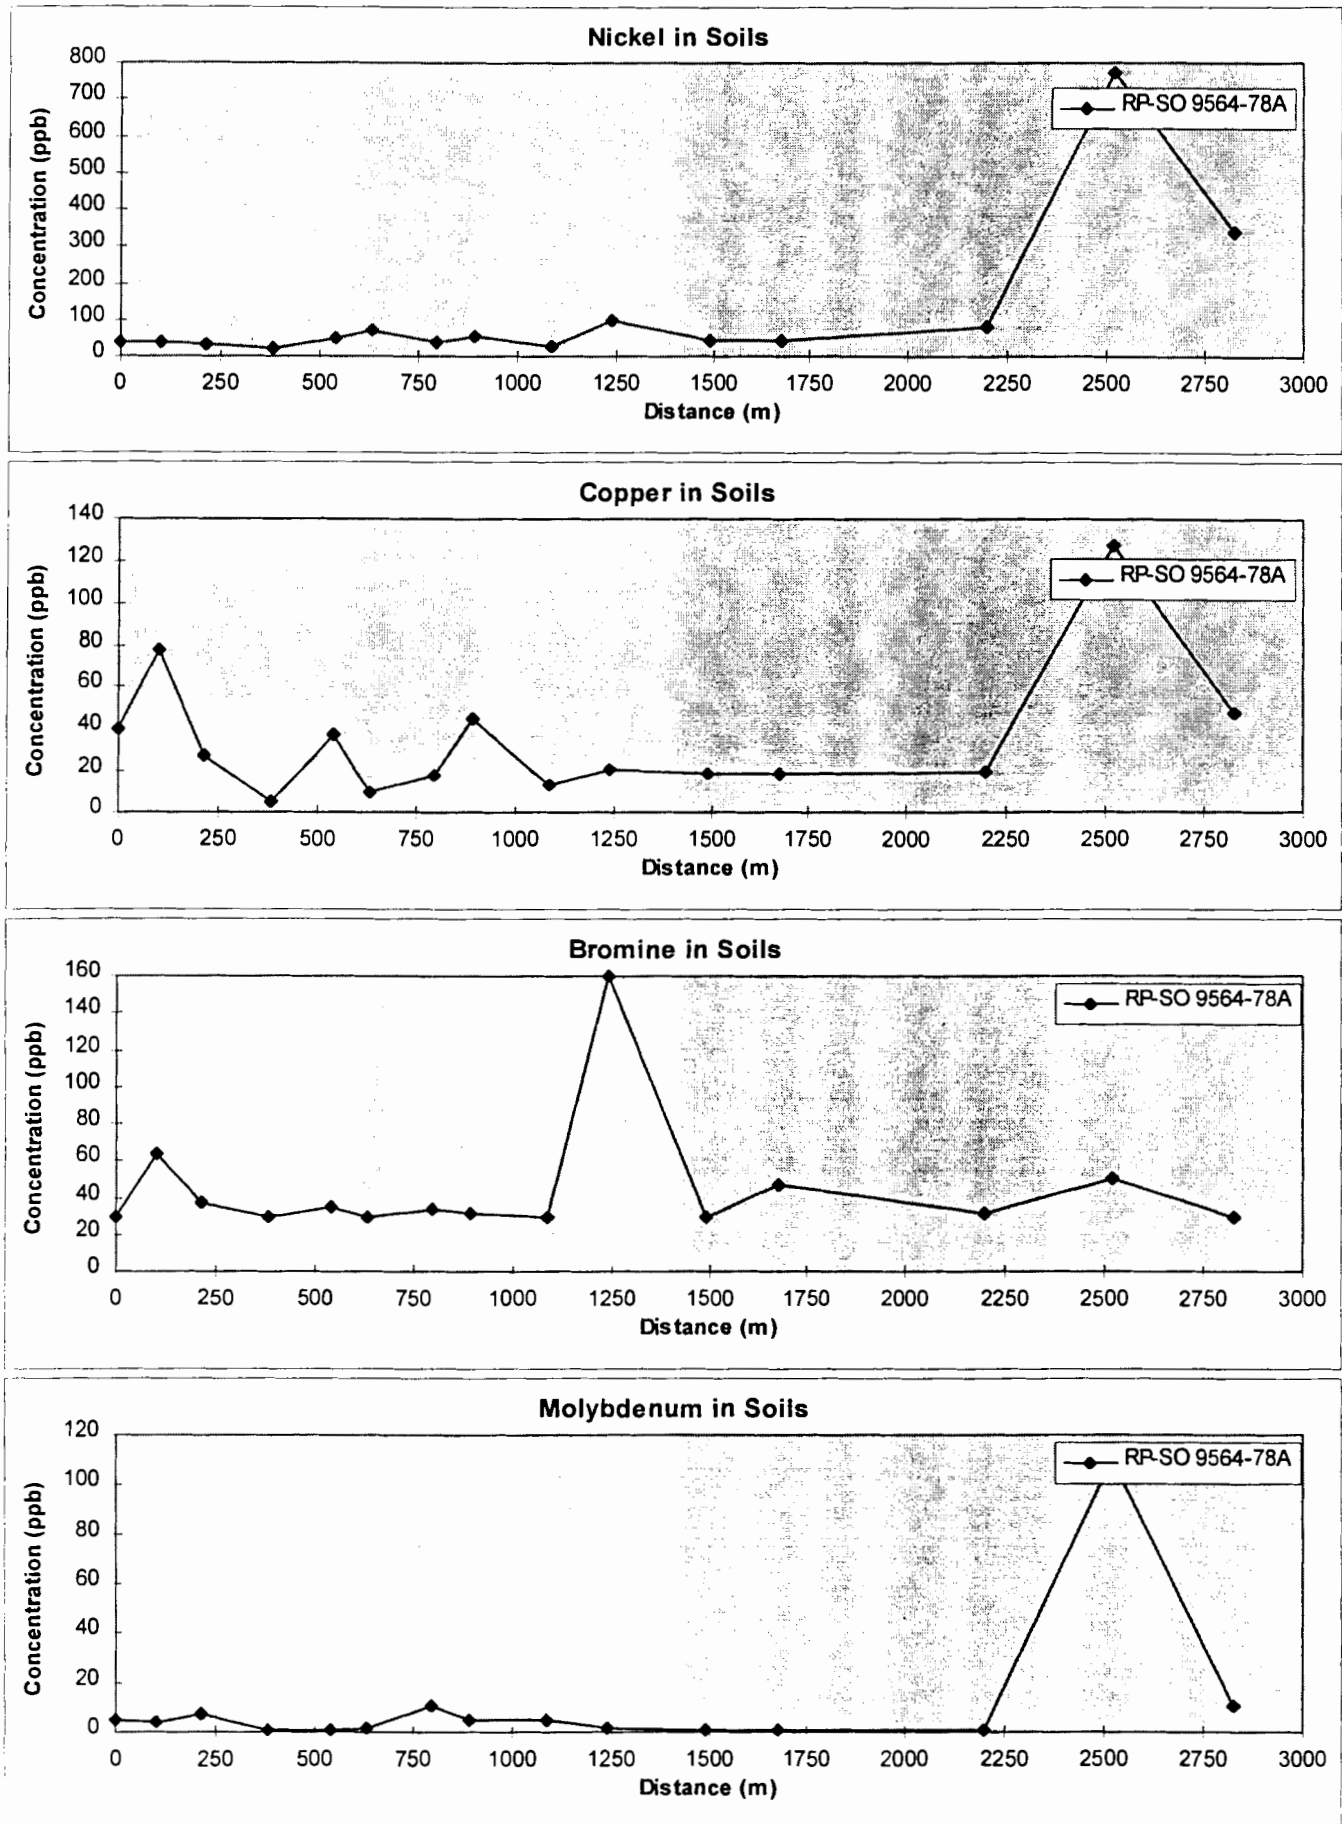 Nickel in Soils
800
700
600
500
400
300
200
100
0
Concentration (ppb)
RP-SO 9564-78A
0 250 500 750 1000 1250 1500 1750 2000 2250 2500 2750 3000
Distance (m)
Copper in Soils
140
120
100
80
60
40
20
0
Concentration (ppb)
RP-SO 9564-78A
0 250 500 750 1000 1250 1500 1750 2000 2250 2500 2750 3000
Distance (m)
Bromine in Soils
160
140
120
100
80
60
40
20
0
Concentration (ppb)
RP-SO 9564-78A
0 250 500 750 1000 1250 1500 1750 2000 2250 2500 2750 3000
Distance (m)
Molybdenum in Soils
120
100
80
60
40
20
0
Concentration (ppb)
RP-SO 9564-78A
0 250 500 750 1000 1250 1500 1750 2000 2250 2500 2750 3000
Distance (m)